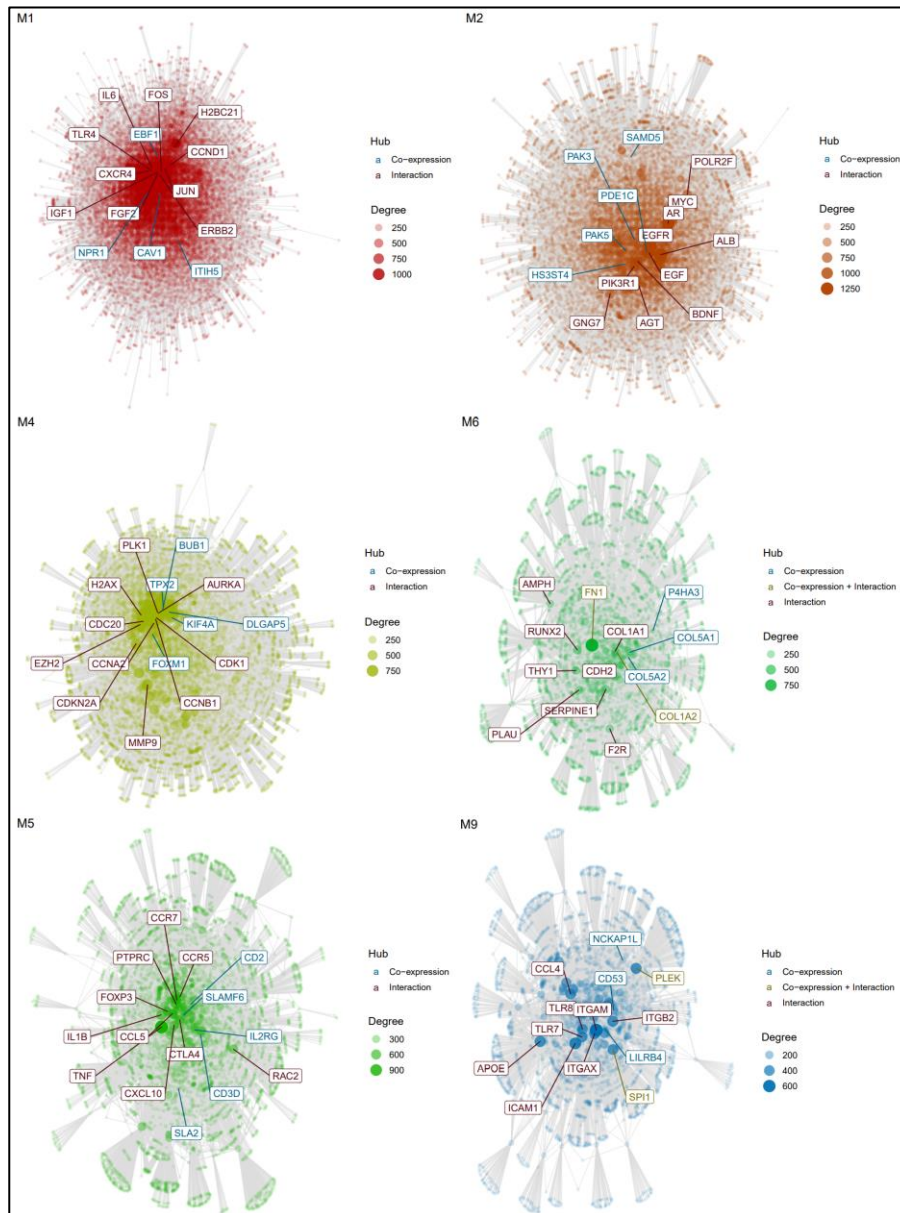 M1
IL6
FOS
H2BC21
TLR4
EBF1
CCND1
CXCR4
JUN
IGF1
FGF2
ERBB2
NPR1
CAV1
ITIH5
Hub
a Co-expression
a Interaction
Degree
250
500
750
1000
M2
SAMD5
PAK3
POLR2F
PDE1C
MYC
AR
PAK5
EGFR
ALB
HS3ST4
EGF
PIK3R1
BDNF
GNG7
AGT
Hub
a Co-expression
a Interaction
Degree
250
500
750
1000
1250
M4
PLK1
BUB1
H2AX
TPX2
AURKA
CDC20
KIF4A
DLGAP5
EZH2
CCNA2
FOXM1
CDK1
CDKN2A
CCNB1
MMP9
Hub
a Co-expression
a Interaction
Degree
250
500
750
M6
AMPH
FN1
P4HA3
RUNX2
COL1A1
COL5A1
THY1
CDH2
COL5A2
SERPINE1
COL1A2
PLAU
F2R
Hub
a Co-expression
a Co-expression + Interaction
a Interaction
Degree
250
500
750
M5
CCR7
PTPRC
CCR5
CD2
FOXP3
SLAMF6
IL1B
CCL5
IL2RG
CTLA4
TNF
RAC2
CXCL10
CD3D
SLA2
Hub
a Co-expression
a Interaction
Degree
300
600
900
M9
NCKAP1L
CCL4
CD53
PLEK
TLR8
ITGAM
ITGB2
TLR7
APOE
ITGAX
LILRB4
ICAM1
SPI1
Hub
a Co-expression
a Co-expression + Interaction
a Interaction
Degree
200
400
600